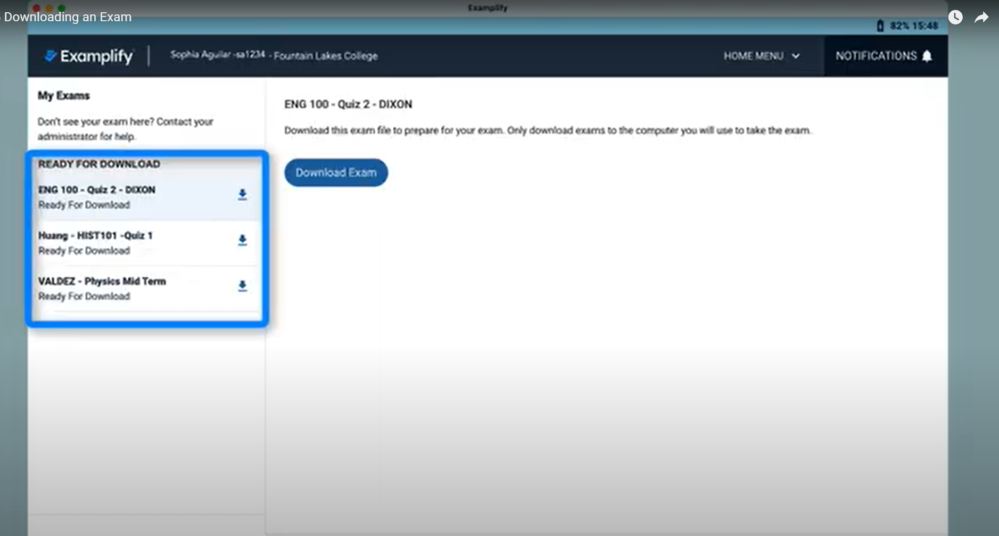 Examplify
Downloading an Exam
82% 15:48
Examplify
Sophia Aguilar -sa1234 - Fountain Lakes College
HOME MENU
NOTIFICATIONS
My Exams
Don't see your exam here? Contact your
administrator for help.
READY FOR DOWNLOAD
ENG 100 - Quiz 2 - DIXON
Ready For Download
Huang - HIST101 -Quiz 1
Ready For Download
VALDEZ - Physics Mid Term
Ready For Download
ENG 100 - Quiz 2 - DIXON
Download this exam file to prepare for your exam. Only download exams to the computer you will use to take the exam.
Download Exam